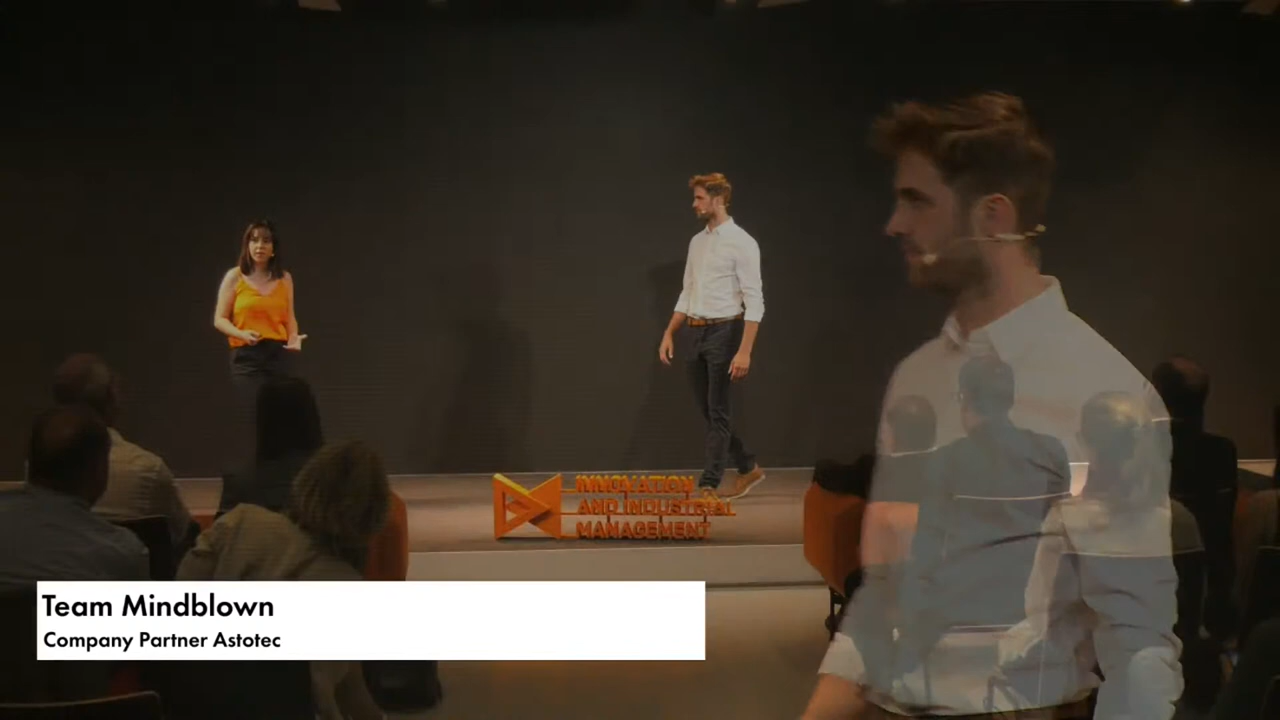 INNOVATION
AND INDUSTRIAL
MANAGEMENT
Team Mindblown
Company Partner Astotec